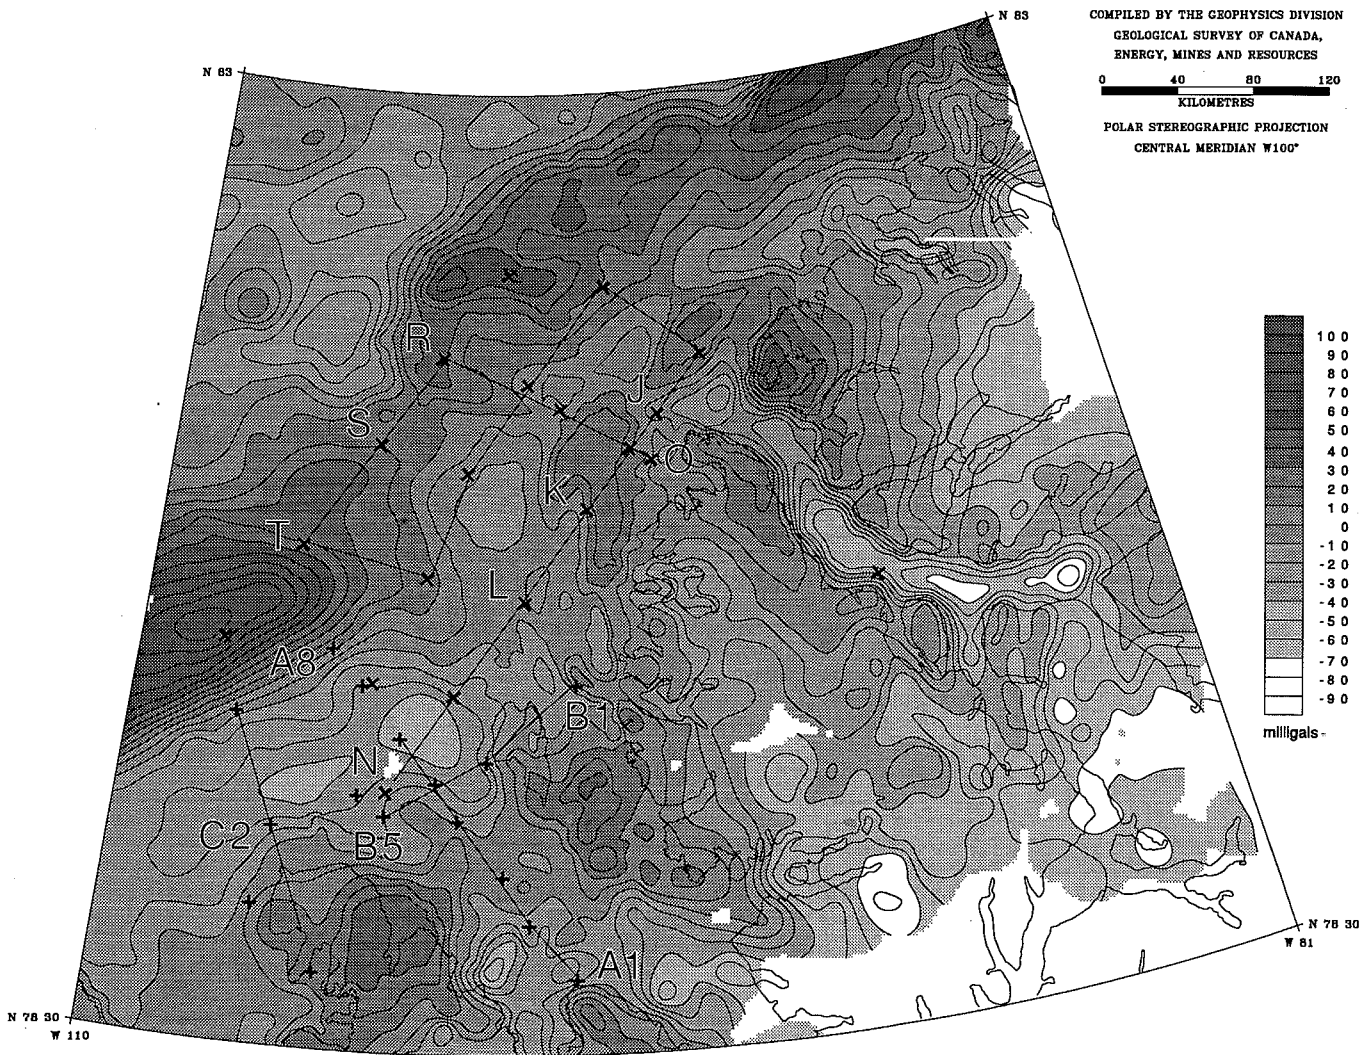 N 83
COMPILED BY THE GEOPHYSICS DIVISION
GEOLOGICAL SURVEY OF CANADA,
ENERGY, MINES AND RESOURCES
0 40 80 120
KILOMETRES
POLAR STEREOGRAPHIC PROJECTION
CENTRAL MERIDIAN W100°
N 83
R
J
S
O
K
T
L
A8
B1
N
C2
B5
A1
100
90
80
70
60
50
40
30
20
10
0
-10
-20
-30
-40
-50
-60
-70
-80
-90
milligals
N 78 30
W 81
N 78 30
W 110